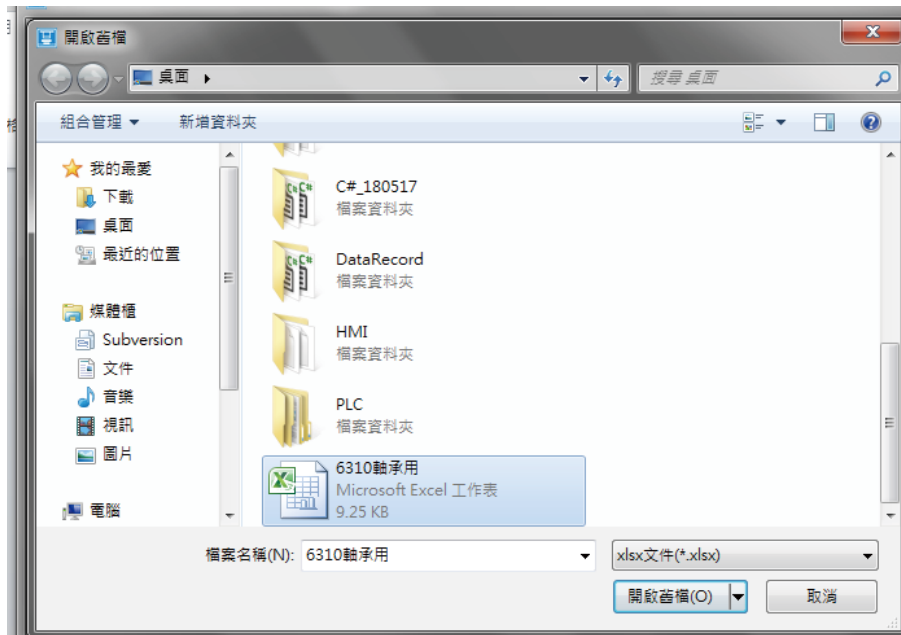 開啟舊檔
桌面
搜尋 桌面
組合管理
新增資料夾
我的最愛
下載
桌面
最近的位置
媒體櫃
Subversion
文件
音樂
視訊
圖片
電腦
C#_180517
檔案資料夾
DataRecord
檔案資料夾
HMI
檔案資料夾
PLC
檔案資料夾
6310軸承用
Microsoft Excel 工作表
9.25 KB
檔案名稱(N): 6310軸承用
xlsx文件(*.xlsx)
開啟舊檔(O)
取消